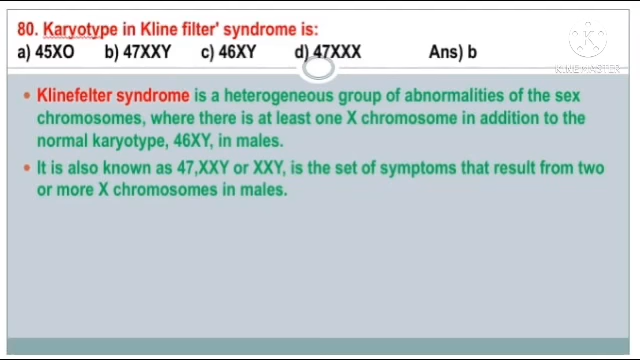 80. Karyotype in Kline filter' syndrome is:
a) 45XO b) 47XXY c) 46XY d) 47XXX Ans) b
• Klinefelter syndrome is a heterogeneous group of abnormalities of the sex
chromosomes, where there is at least one X chromosome in addition to the
normal karyotype, 46XY, in males.
• It is also known as 47,XXY or XXY, is the set of symptoms that result from two
or more X chromosomes in males.
KINEMASTER